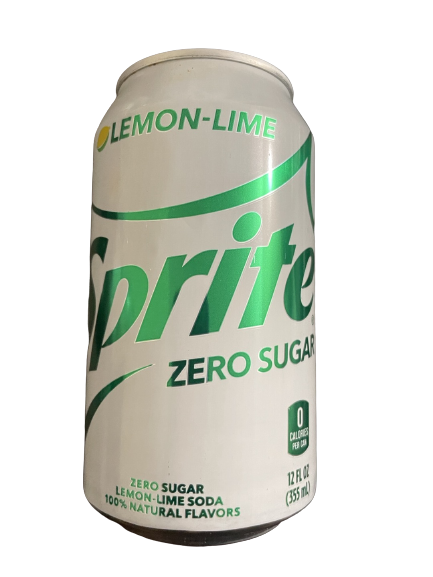 LEMON-LIME
Sprite
ZERO SUGAR
0
CALORIES
PER CAN
12 FL OZ
(355 mL)
ZERO SUGAR
LEMON-LIME SODA
100% NATURAL FLAVORS